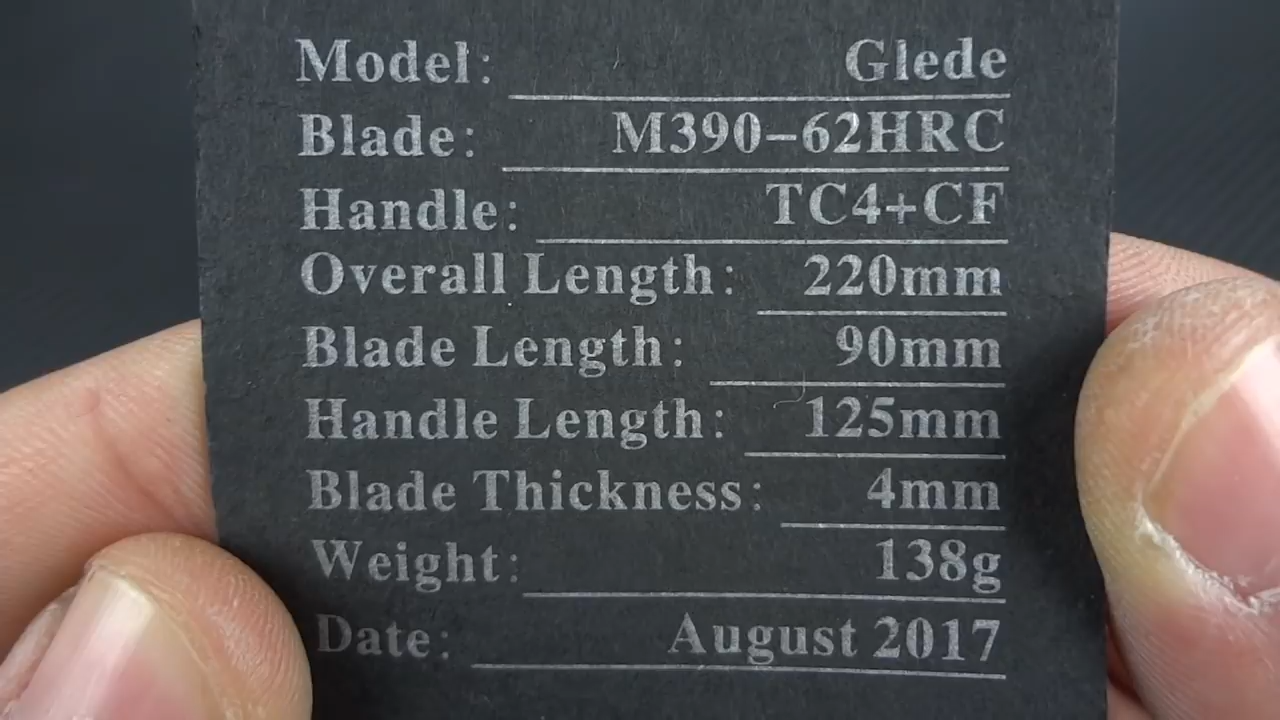 Model: Glede
Blade: M390-62HRC
Handle: TC4+CF
Overall Length: 220mm
Blade Length: 90mm
Handle Length: 125mm
Blade Thickness: 4mm
Weight: 138g
Date: August 2017